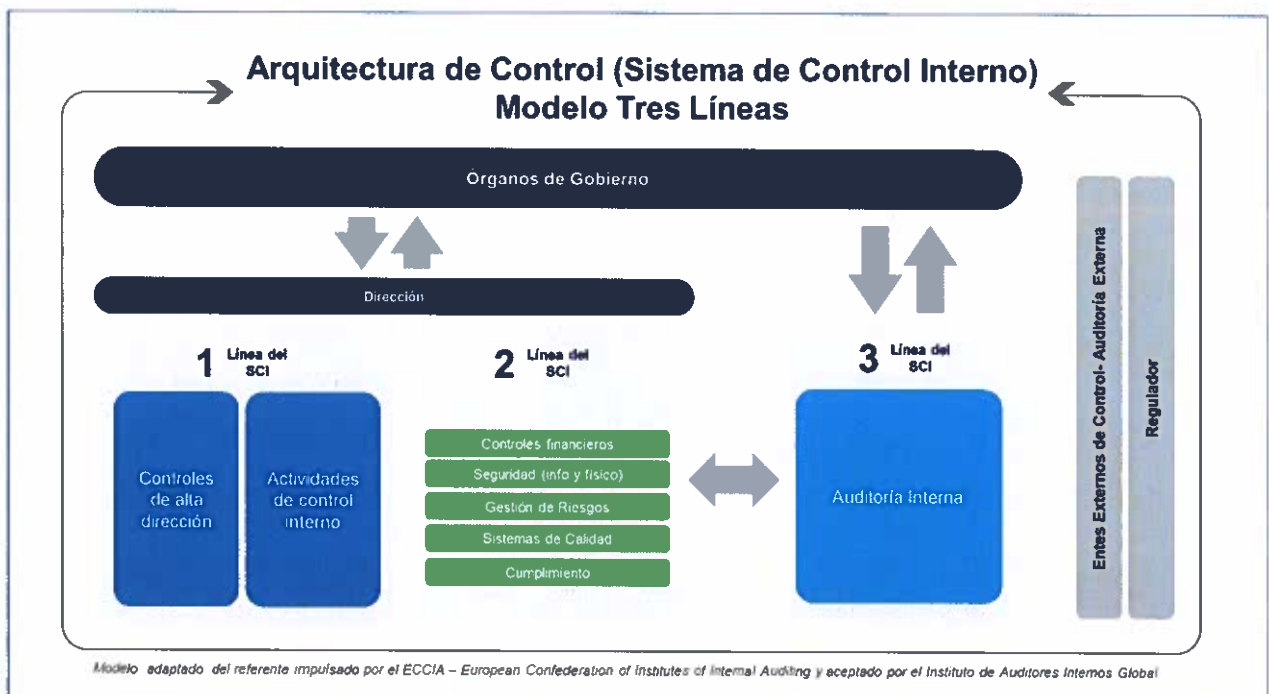 Arquitectura de Control (Sistema de Control Interno)
Modelo Tres Líneas
Órganos de Gobierno
Dirección
1 Línea del
SCI
2 Línea del
SCI
3 Línea del
SCI
Controles
de alta
dirección
Actividades
de control
interno
Controles financieros
Seguridad (info y físico)
Gestión de Riesgos
Sistemas de Calidad
Cumplimiento
Auditoría Interna
Entes Externos de Control- Auditoría Externa
Regulador
Modelo adaptado del referente impulsado por el ECCIA – European Confederation of Institutes of Internal Auditing y aceptado por el Instituto de Auditores Internos Global